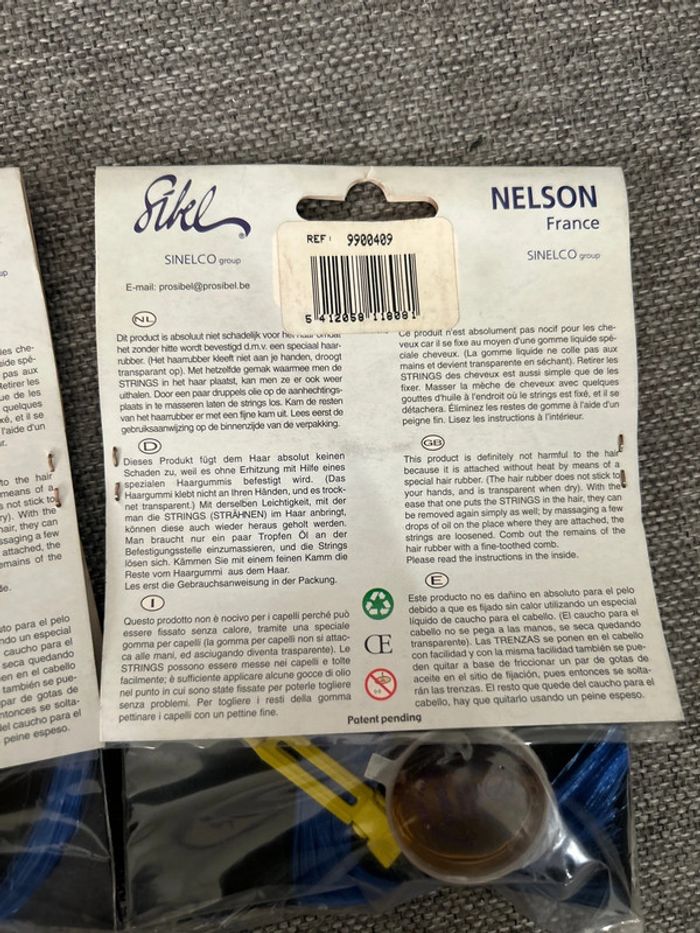 Sibel
®
SINELCO group
E-mail: prosibel@prosibel.be
NELSON
France
SINELCO group
REF: 9900409
5 412058 118081
NL
Dit product is absoluut niet schadelijk voor het haar omdat
het zonder hitte wordt bevestigd d.m.v. een speciaal haar-
rubber. (Het haarrubber kleeft niet aan je handen, droogt
transparant op). Met hetzelfde gemak waarmee men de
STRINGS in het haar plaatst, kan men ze er ook weer
uithalen. Door een paar druppels olie op de aanhechtings-
plaats in te masseren laten de strings los. Kam de resten
van het haarrubber er met een fijne kam uit. Lees eerst de
gebruiksaanwijzing op de binnenzijde van de verpakking.
D
Dieses Produkt fügt dem Haar absolut keinen
Schaden zu, weil es ohne Erhitzung mit Hilfe eines
spezialen Haargummis befestigt wird. (Das
Haargummi klebt nicht an Ihren Händen, und es trock-
net transparent.) Mit derselben Leichtigkeit, mit der
man die STRINGS (STRÄHNEN) im Haar anbringt,
können diese auch wieder heraus geholt werden.
Man braucht nur ein paar Tropfen Öl an der
Befestigungsstelle einzumassieren, und die Strings
lösen sich. Kämmen Sie mit einem feinen Kamm die
Reste vom Haargummi aus dem Haar.
Les erst die Gebrauchsanweisung in der Packung.
I
Questo prodotto non è nocivo per i capelli perché può
essere fissato senza calore, tramite una speciale
gomma per capelli (la gomma per capelli non si attac-
ca alle mani, ed asciugando diventa trasparente). Le
STRINGS possono essere messe nei capelli e tolte
facilmente; è sufficiente applicare alcune gocce di olio
nel punto in cui sono state fissate per poterle togliere
senza problemi. Per togliere i resti della gomma
pettinare i capelli con un pettine fine.
Ce produit n'est absolument pas nocif pour les che-
veux car il se fixe au moyen d'une gomme liquide spé-
ciale cheveux. (La gomme liquide ne colle pas aux
mains et devient transparente en séchant). Retirer les
STRINGS des cheveux est aussi simple que de les
fixer. Masser la mèche de cheveux avec quelques
gouttes d'huile à l'endroit où le strings est fixé, et il se
détachera. Éliminez les restes de gomme à l'aide d'un
peigne fin. Lisez les instructions à l'intérieur.
GB
This product is definitely not harmful to the hair
because it is attached without heat by means of a
special hair rubber. (The hair rubber does not stick to
your hands, and is transparent when dry). With the
ease that one puts the STRINGS in the hair, they can
be removed again simply as well; by massaging a few
drops of oil on the place where they are attached, the
strings are loosened. Comb out the remains of the
hair rubber with a fine-toothed comb.
Please read the instructions in the inside.
E
Este producto no es dañino en absoluto para el pelo
debido a que es fijado sin calor utilizando un especial
líquido de caucho para el cabello. (El caucho para el
cabello no se pega a las manos, se seca quedando
transparente). Las TRENZAS se ponen en el cabello
con facilidad y con la misma facilidad también se pue-
den quitar a base de friccionar un par de gotas de
aceite en el sitio de fijación, pues entonces se solta-
rán las trenzas. El resto que quede del caucho para el
cabello, hay que quitarlo usando un peine espeso.
CE
0-3
Patent pending